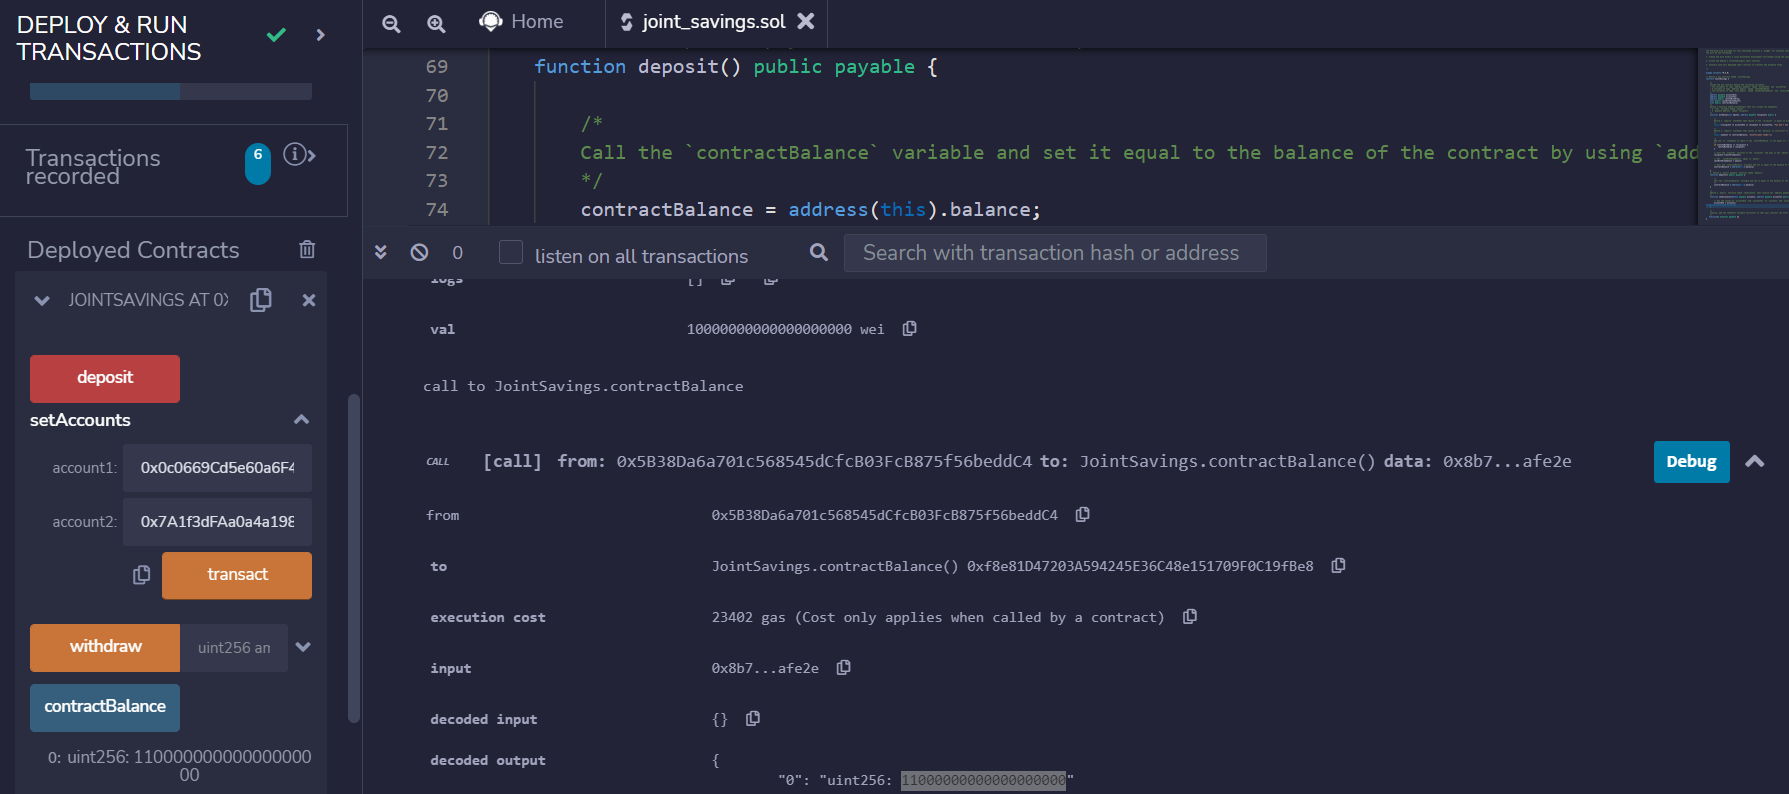 DEPLOY & RUN
TRANSACTIONS
Transactions
recorded
6
Deployed Contracts
JOINTSAVINGS AT 0X
deposit
setAccounts
account1: 0x0c0669Cd5e60a6F4
account2: 0x7A1f3dFAa0a4a198
transact
withdraw uint256 an
contractBalance
0: uint256: 110000000000000000
00
Home
joint_savings.sol
69 function deposit() public payable {
70
71 /*
72 Call the `contractBalance` variable and set it equal to the balance of the contract by using `add
73 */
74 contractBalance = address(this).balance;
0 listen on all transactions Search with transaction hash or address
logs []
val 10000000000000000000 wei
call to JointSavings.contractBalance
CALL [call] from: 0x5B38Da6a701c568545dCfcB03FcB875f56beddC4 to: JointSavings.contractBalance() data: 0x8b7...afe2e
Debug
from 0x5B38Da6a701c568545dCfcB03FcB875f56beddC4
to JointSavings.contractBalance() 0xf8e81D47203A594245E36C48e151709F0C19fBe8
execution cost 23402 gas (Cost only applies when called by a contract)
input 0x8b7...afe2e
decoded input {}
decoded output {
"0": "uint256: 11000000000000000000"